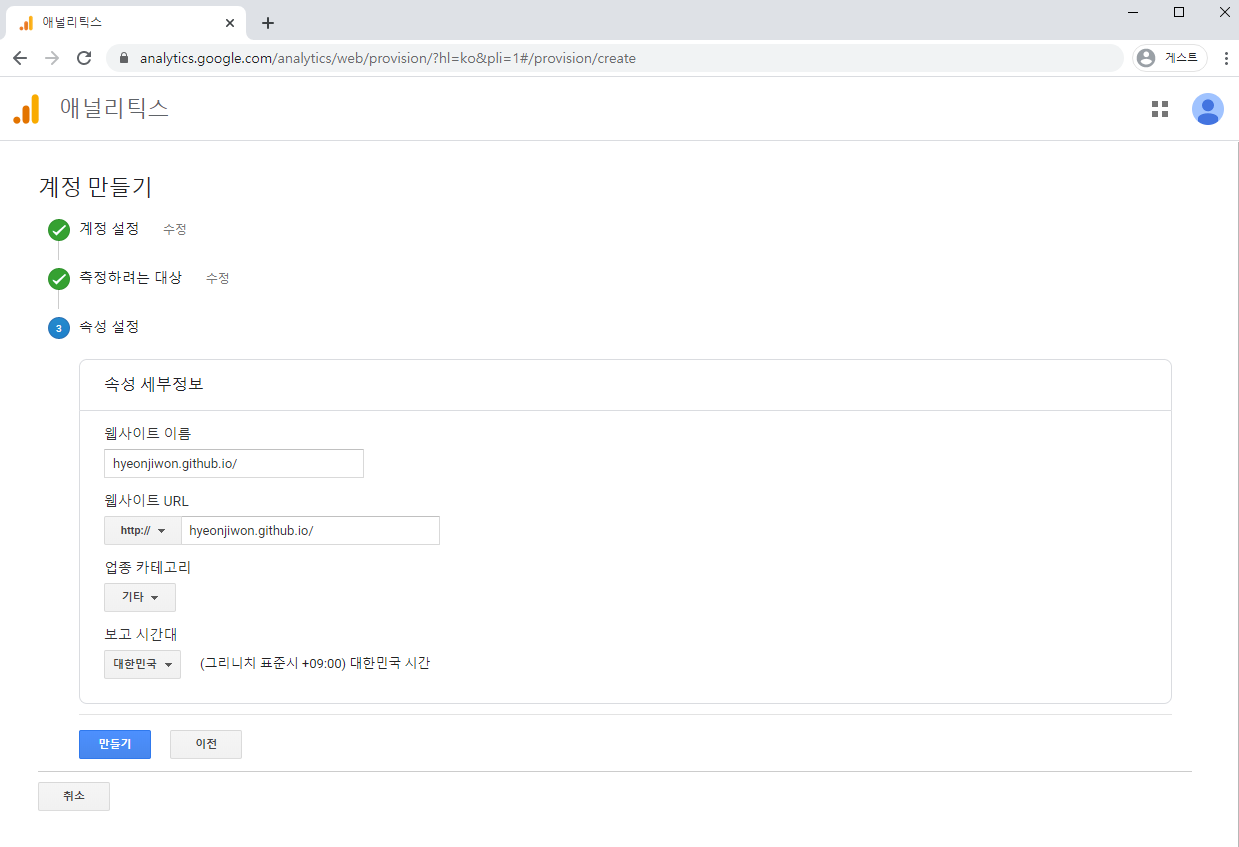 애널리틱스
analytics.google.com/analytics/web/provision/?hl=ko&pli=1#/provision/create
게스트
애널리틱스
계정 만들기
계정 설정 수정
측정하려는 대상 수정
3 속성 설정
속성 세부정보
웹사이트 이름
hyeonjiwon.github.io/
웹사이트 URL
http:// hyeonjiwon.github.io/
업종 카테고리
기타
보고 시간대
대한민국 (그리니치 표준시 +09:00) 대한민국 시간
만들기 이전
취소